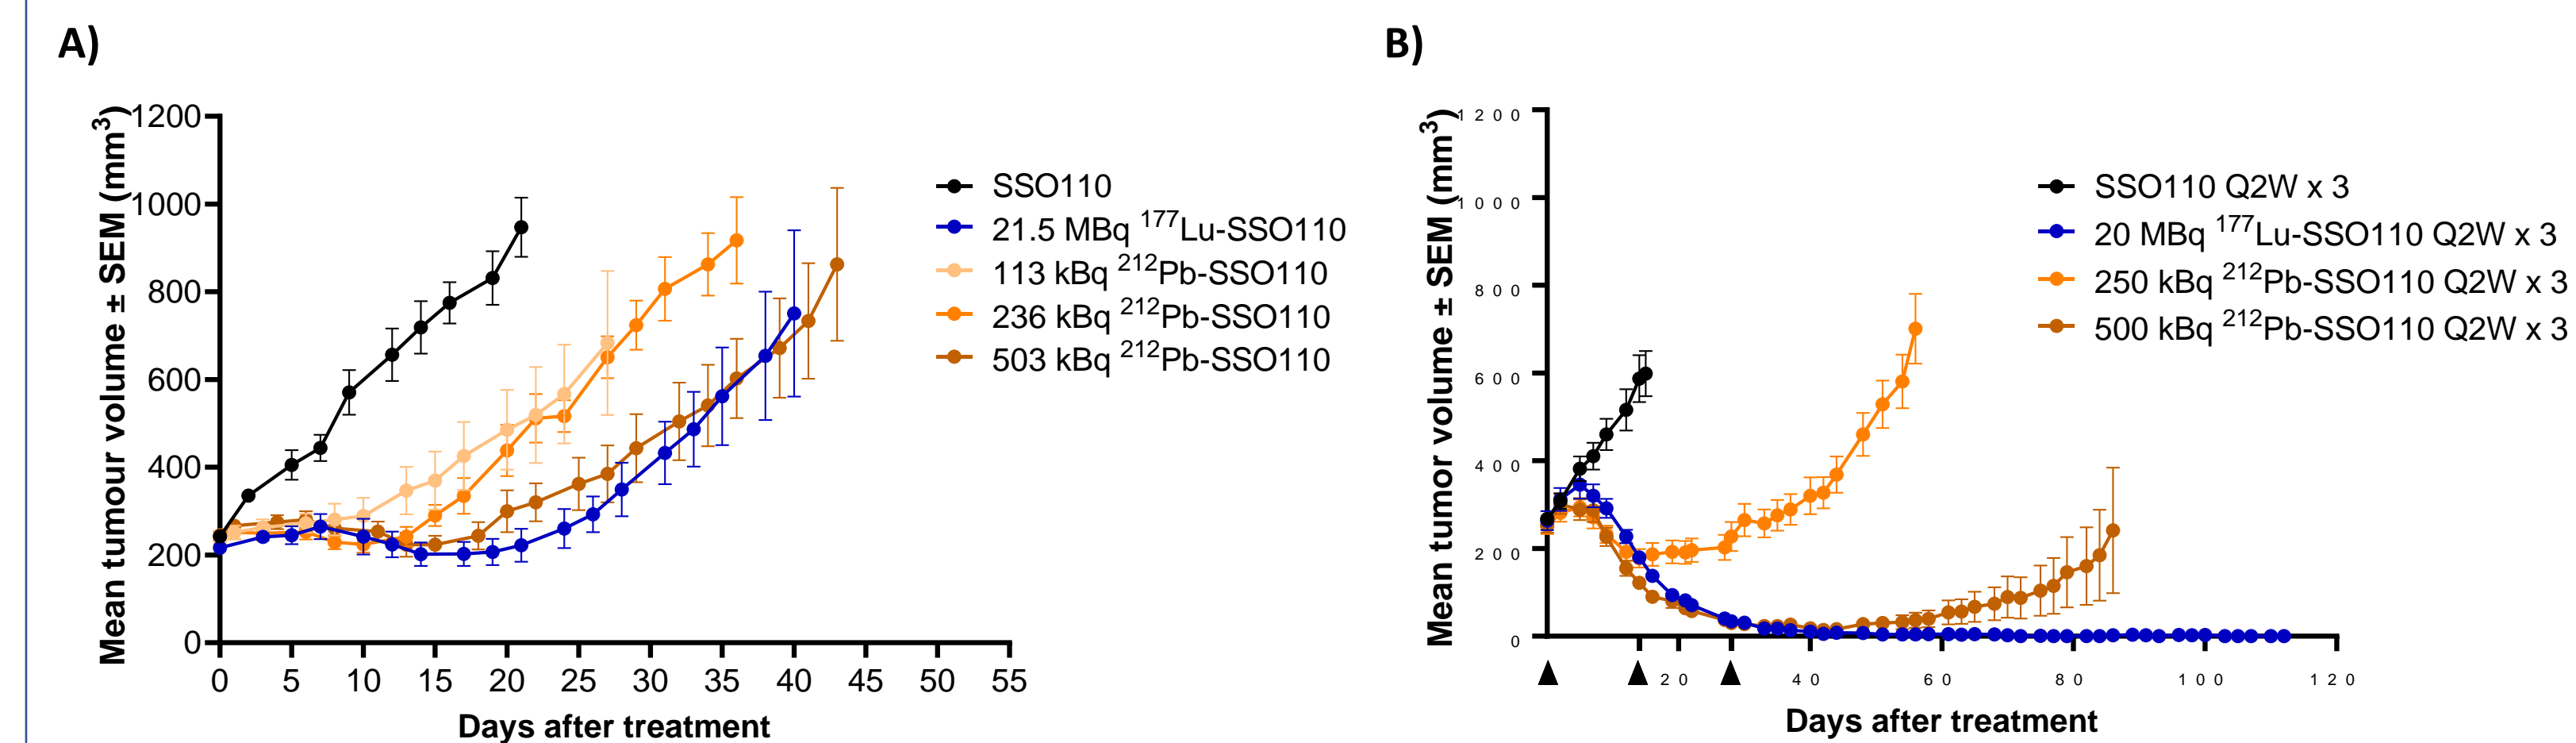 A)
Mean tumour volume ± SEM (mm³)
1200
1000
800
600
400
200
0
0 5 10 15 20 25 30 35 40 45 50 55
Days after treatment
SSO110
21.5 MBq ¹⁷⁷Lu-SSO110
113 kBq ²¹²Pb-SSO110
236 kBq ²¹²Pb-SSO110
503 kBq ²¹²Pb-SSO110
B)
Mean tumor volume ± SEM (mm³)
1200
1000
800
600
400
200
0
20 40 60 80 100 120
Days after treatment
SSO110 Q2W x 3
20 MBq ¹⁷⁷Lu-SSO110 Q2W x 3
250 kBq ²¹²Pb-SSO110 Q2W x 3
500 kBq ²¹²Pb-SSO110 Q2W x 3